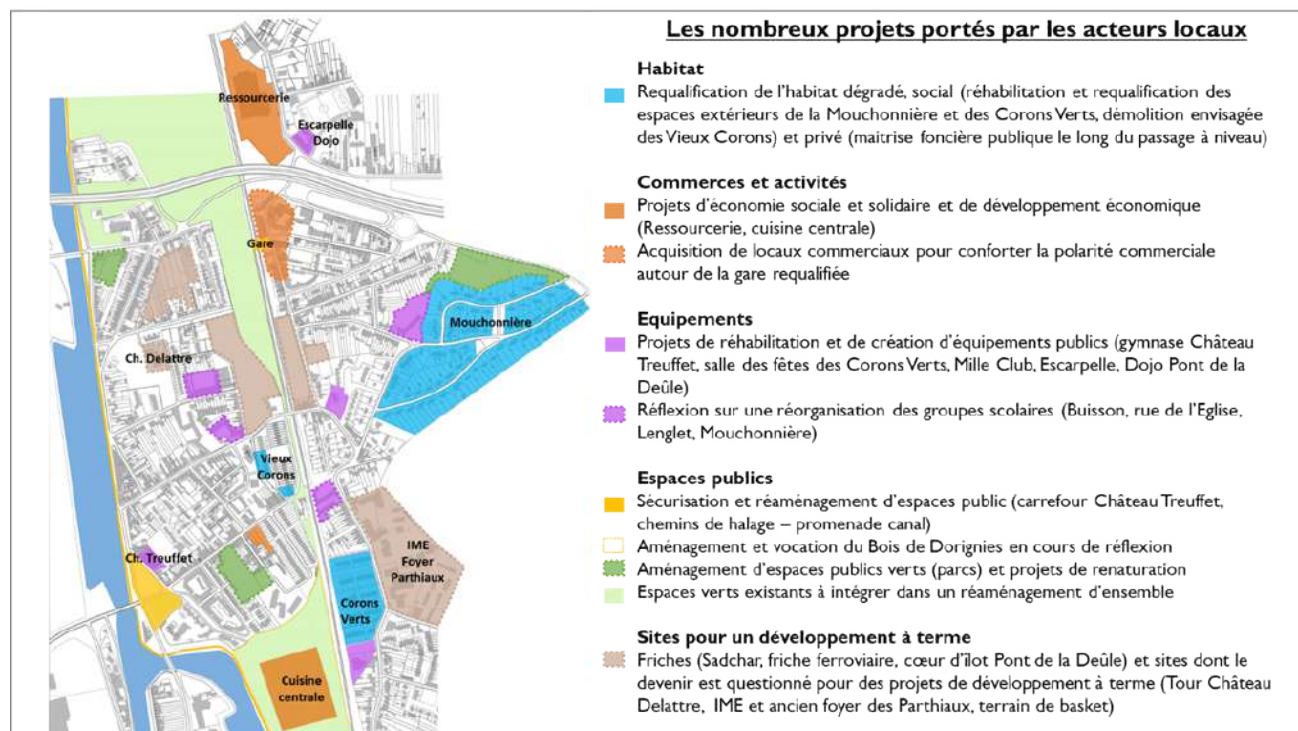 Les nombreux projets portés par les acteurs locaux
Habitat
Requalification de l'habitat dégradé, social (réhabilitation et requalification des
espaces extérieurs de la Mouchonnière et des Corons Verts, démolition envisagée
des Vieux Corons) et privé (maitrise foncière publique le long du passage à niveau)
Commerces et activités
Projets d'économie sociale et solidaire et de développement économique
(Ressourcerie, cuisine centrale)
Acquisition de locaux commerciaux pour conforter la polarité commerciale
autour de la gare requalifiée
Equipements
Projets de réhabilitation et de création d'équipements publics (gymnase Château
Treuffet, salle des fêtes des Corons Verts, Mille Club, Escarpelle, Dojo Pont de la
Deûle)
Réflexion sur une réorganisation des groupes scolaires (Buisson, rue de l'Eglise,
Lenglet, Mouchonnière)
Espaces publics
Sécurisation et réaménagement d'espaces public (carrefour Château Treuffet,
chemins de halage – promenade canal)
Aménagement et vocation du Bois de Dorignies en cours de réflexion
Aménagement d'espaces publics verts (parcs) et projets de renaturation
Espaces verts existants à intégrer dans un réaménagement d'ensemble
Sites pour un développement à terme
Friches (Sadchar, friche ferroviaire, cœur d'îlot Pont de la Deûle) et sites dont le
devenir est questionné pour des projets de développement à terme (Tour Château
Delattre, IME et ancien foyer des Parthiaux, terrain de basket)
Ressourcerie
Escarpelle
Dojo
Gare
Mouchonnière
Ch. Delattre
Vieux
Corons
Ch. Treuffet
IME
Foyer
Parthiaux
Corons
Verts
Cuisine
centrale